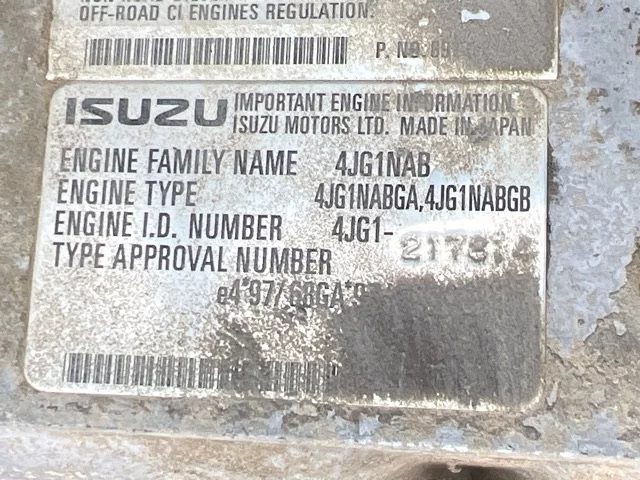 OFF-ROAD CI ENGINES REGULATION.
P. NO.
ISUZU IMPORTANT ENGINE INFORMATION
ISUZU MOTORS LTD. MADE IN JAPAN
ENGINE FAMILY NAME 4JG1NAB
ENGINE TYPE 4JG1NABGA,4JG1NABGB
ENGINE I.D. NUMBER 4JG1-
TYPE APPROVAL NUMBER